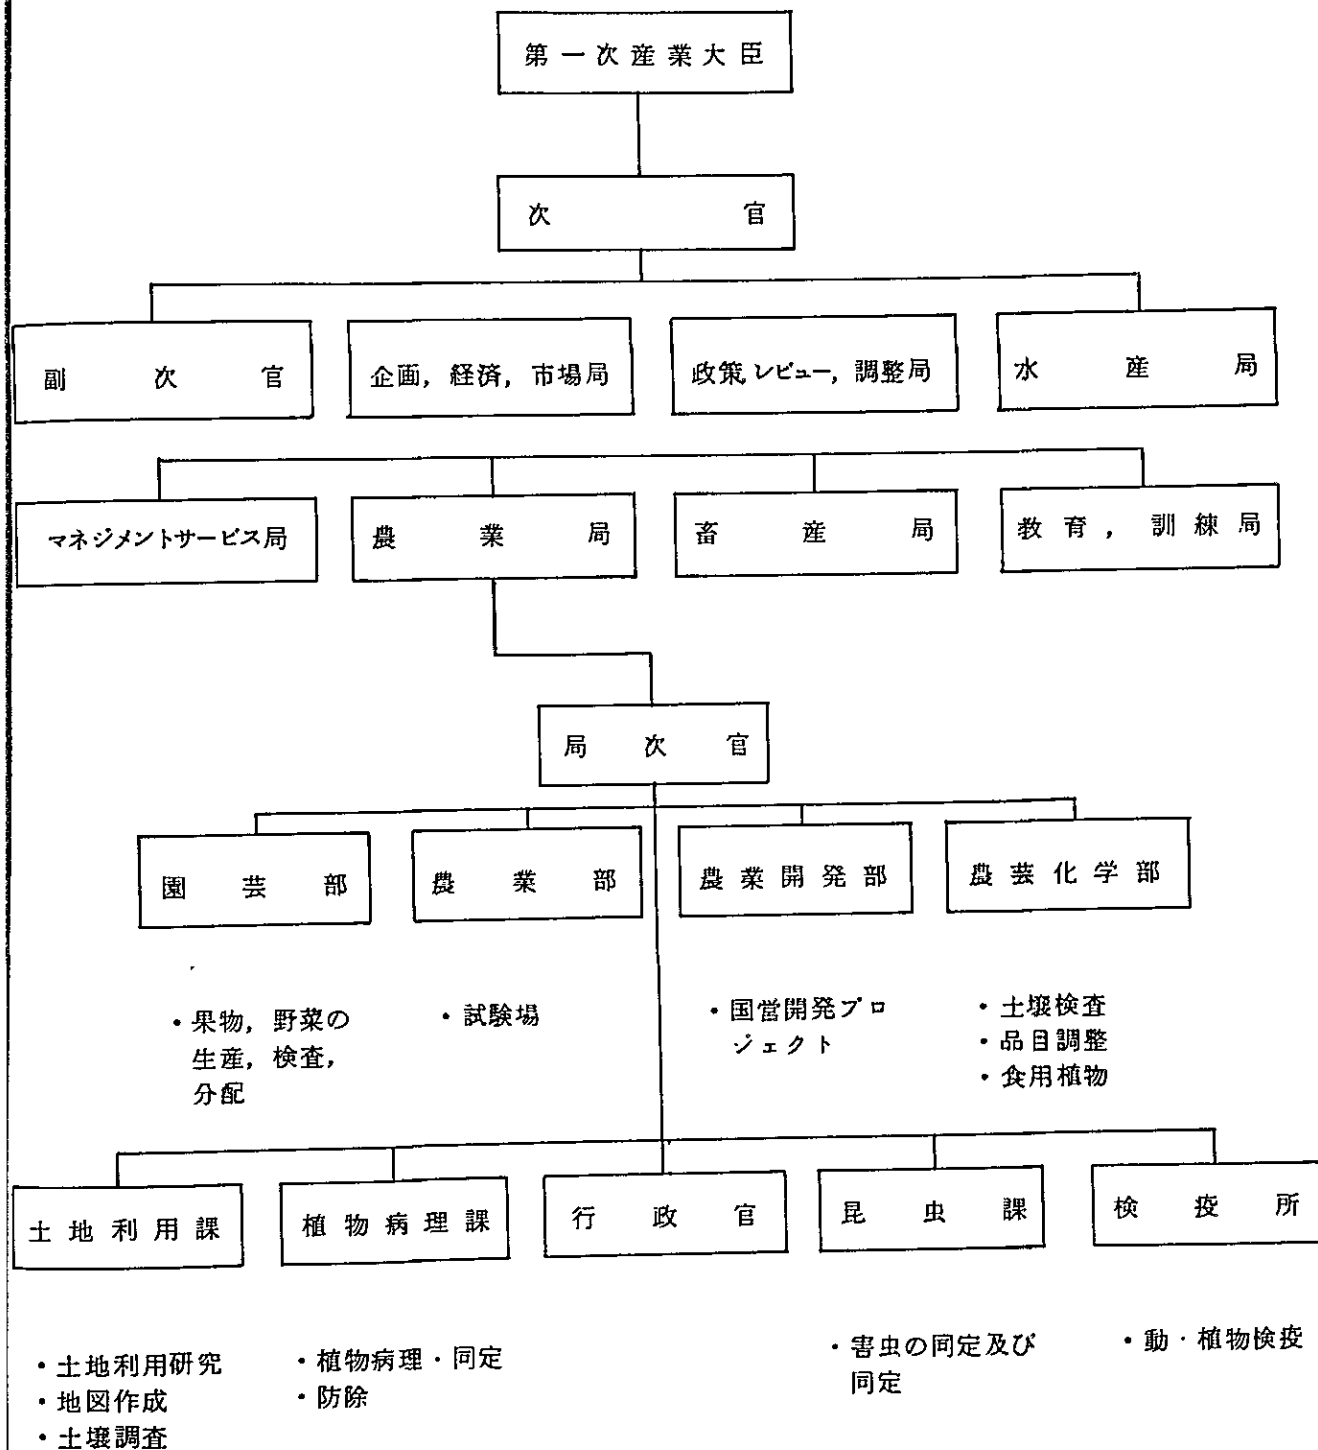 第一次産業大臣
次官
副次官
企画，経済，市場局
政策，レビュー，調整局
水産局
マネジメントサービス局
農業局
畜産局
教育，訓練局
局次官
園芸部
農業部
農業開発部
農芸化学部
・果物，野菜の
生産，検査，
分配
・試験場
・国営開発プロ
ジェクト
・土壌検査
・品目調整
・食用植物
土地利用課
植物病理課
行政官
昆虫課
検疫所
・土地利用研究
・地図作成
・土壌調査
・植物病理・同定
・防除
・害虫の同定及び
同定
・動・植物検疫